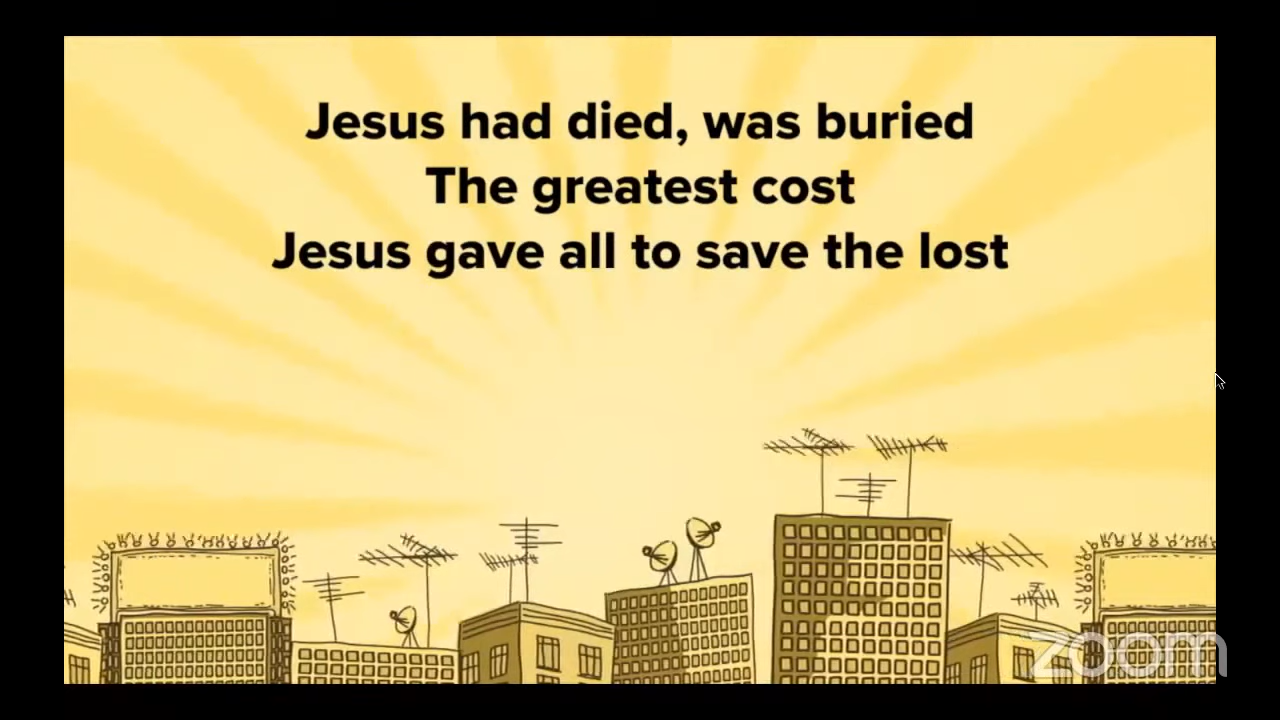 Jesus had died, was buried
The greatest cost
Jesus gave all to save the lost
zoom